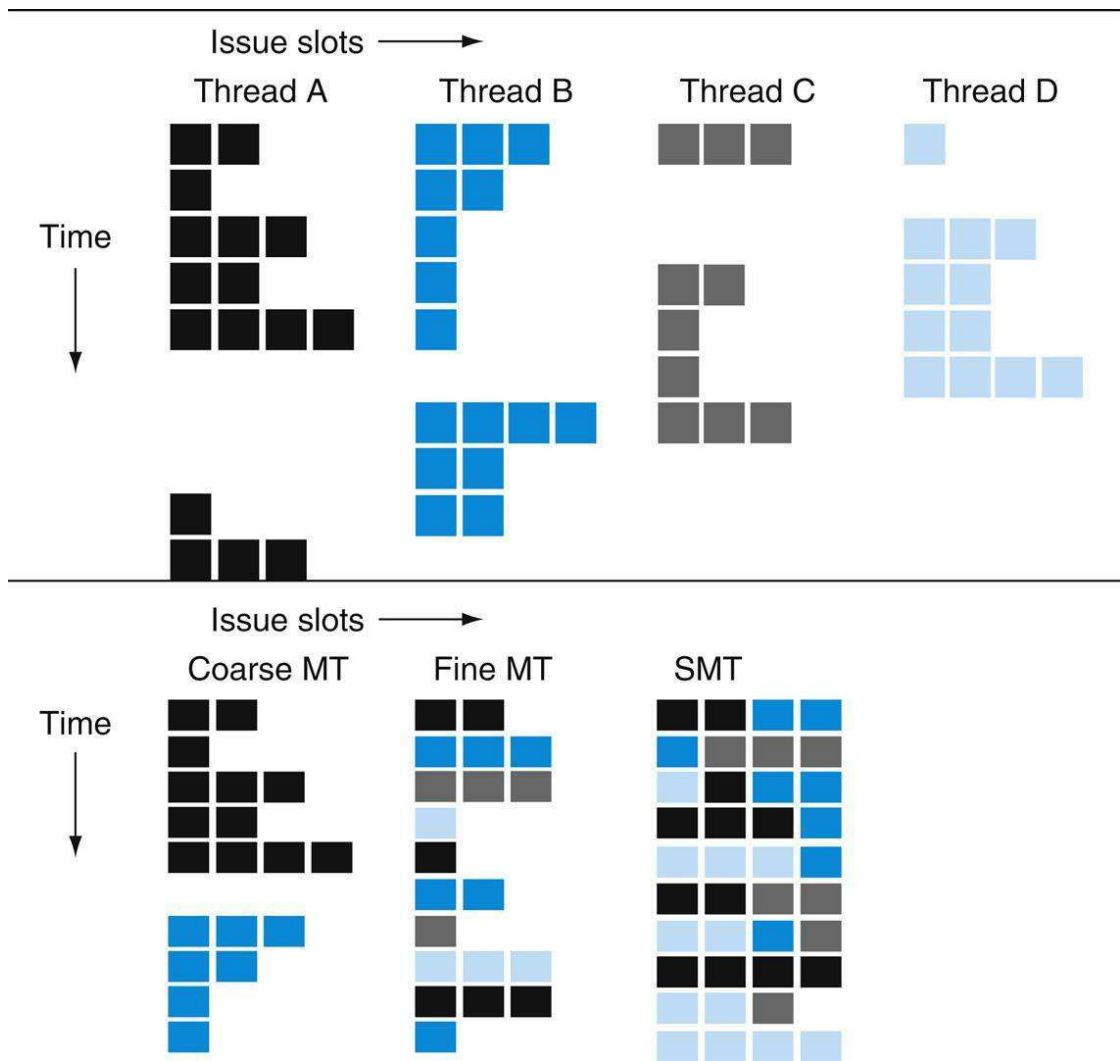 Issue slots
Thread A Thread B Thread C Thread D
Time
Issue slots
Coarse MT Fine MT SMT
Time